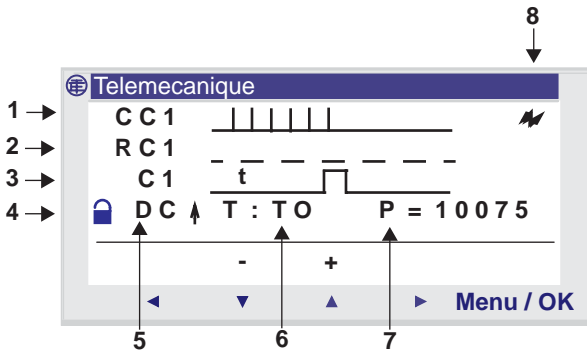 8
Telemecanique
1 CC1
2 RC1
3 C1 t
4 DC T : TO P = 10075
- +
Menu / OK
5 6 7